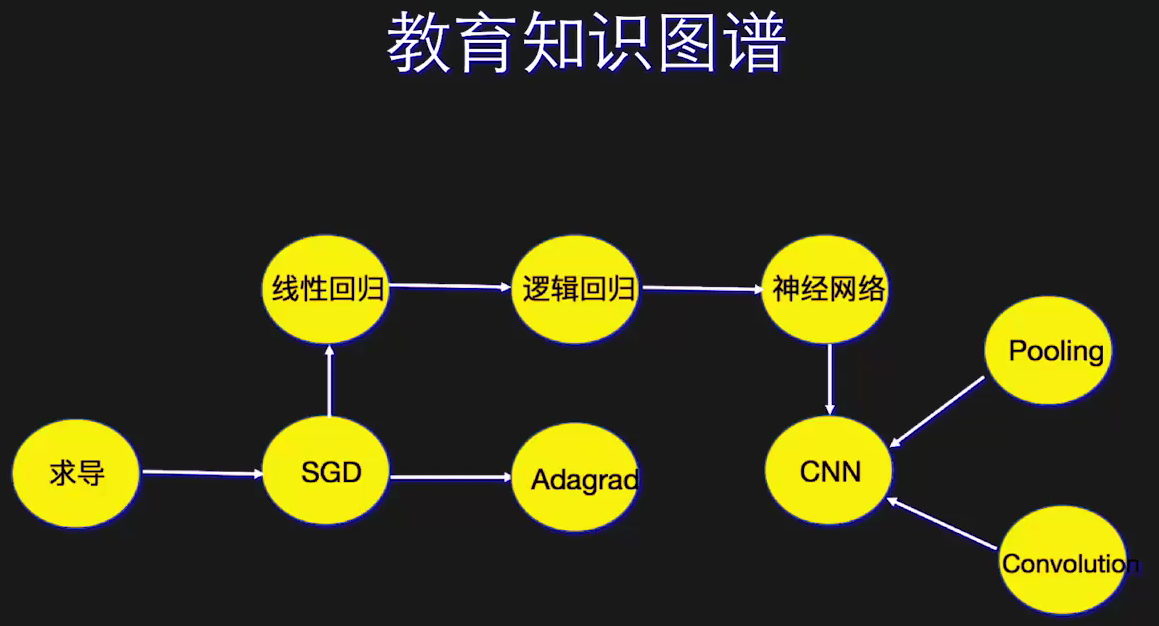 教育知识图谱
线性回归
逻辑回归
神经网络
Pooling
求导
SGD
Adagrad
CNN
Convolution